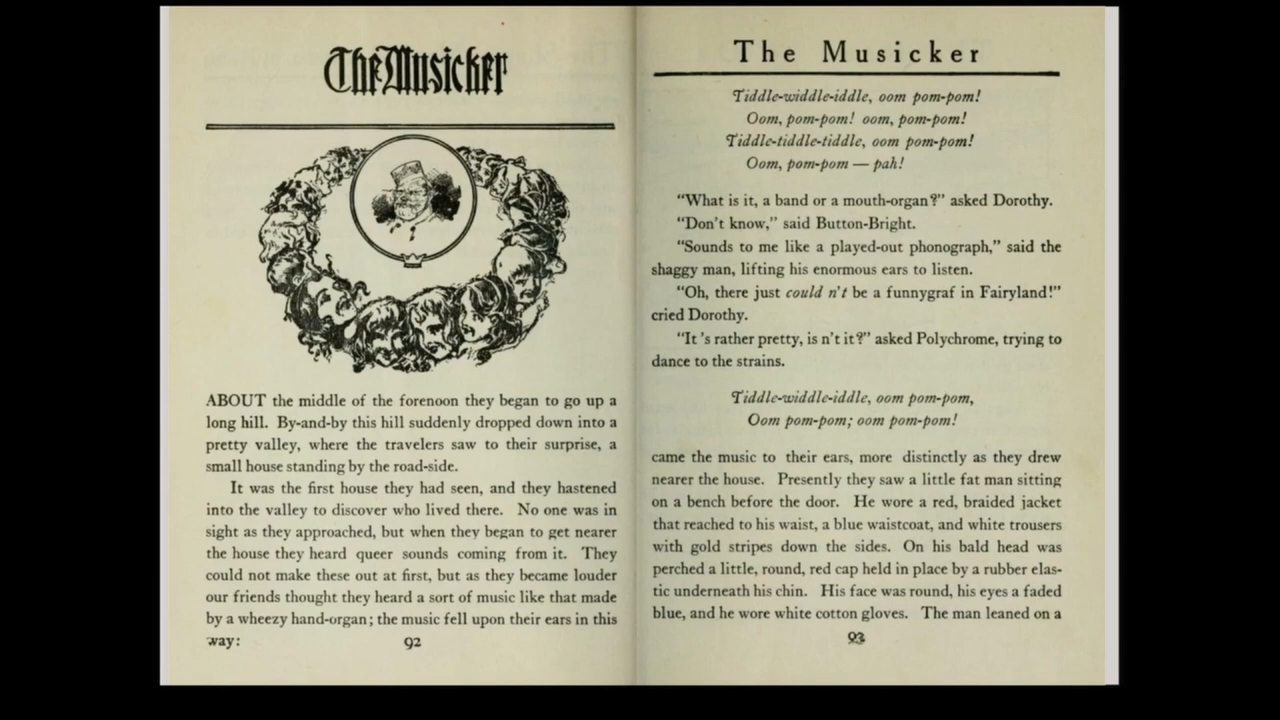 The Musicker
ABOUT the middle of the forenoon they began to go up a
long hill. By-and-by this hill suddenly dropped down into a
pretty valley, where the travelers saw to their surprise, a
small house standing by the road-side.
It was the first house they had seen, and they hastened
into the valley to discover who lived there. No one was in
sight as they approached, but when they began to get nearer
the house they heard queer sounds coming from it. They
could not make these out at first, but as they became louder
our friends thought they heard a sort of music like that made
by a wheezy hand-organ; the music fell upon their ears in this
way:
92
The Musicker
Tiddle-widdle-iddle, oom pom-pom!
Oom, pom-pom! oom, pom-pom!
Tiddle-tiddle-tiddle, oom pom-pom!
Oom, pom-pom — pah!
“What is it, a band or a mouth-organ?” asked Dorothy.
“Don't know,” said Button-Bright.
“Sounds to me like a played-out phonograph,” said the
shaggy man, lifting his enormous ears to listen.
“Oh, there just could n't be a funnygraf in Fairyland!”
cried Dorothy.
“It 's rather pretty, is n't it?” asked Polychrome, trying to
dance to the strains.
Tiddle-widdle-iddle, oom pom-pom,
Oom pom-pom; oom pom-pom!
came the music to their ears, more distinctly as they drew
nearer the house. Presently they saw a little fat man sitting
on a bench before the door. He wore a red, braided jacket
that reached to his waist, a blue waistcoat, and white trousers
with gold stripes down the sides. On his bald head was
perched a little, round, red cap held in place by a rubber elas-
tic underneath his chin. His face was round, his eyes a faded
blue, and he wore white cotton gloves. The man leaned on a
93